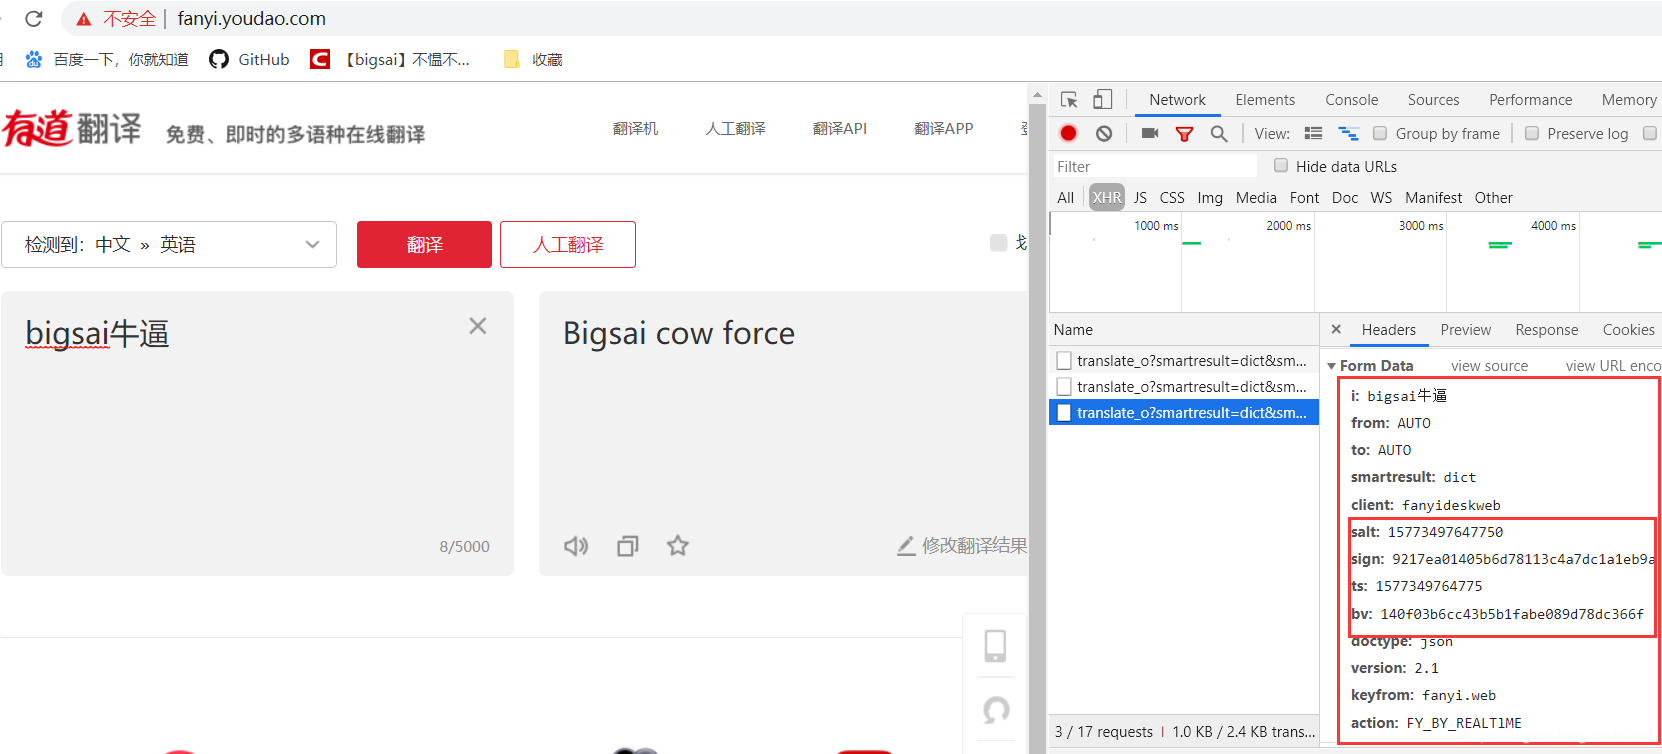 不安全 | fanyi.youdao.com
百度一下，你就知道 GitHub 【bigsai】不愠不... 收藏
有道翻译 免费、即时的多语种在线翻译
翻译机 人工翻译 翻译API 翻译APP
检测到：中文 » 英语
翻译
人工翻译
bigsai牛逼
8/5000
Bigsai cow force
修改翻译结果
Network Elements Console Sources Performance Memory
View: Group by frame Preserve log
Filter Hide data URLs
All XHR JS CSS Img Media Font Doc WS Manifest Other
1000 ms 2000 ms 3000 ms 4000 ms
Name
translate_o?smartresult=dict&sm...
translate_o?smartresult=dict&sm...
translate_o?smartresult=dict&sm...
3 / 17 requests | 1.0 KB / 2.4 KB trans...
× Headers Preview Response Cookies
Form Data view source view URL enco
i: bigsai牛逼
from: AUTO
to: AUTO
smartresult: dict
client: fanyideskweb
salt: 15773497647750
sign: 9217ea01405b6d78113c4a7dc1a1eb9a
ts: 1577349764775
bv: 140f03b6cc43b5b1fabe089d78dc366f
doctype: json
version: 2.1
keyfrom: fanyi.web
action: FY_BY_REALTlME